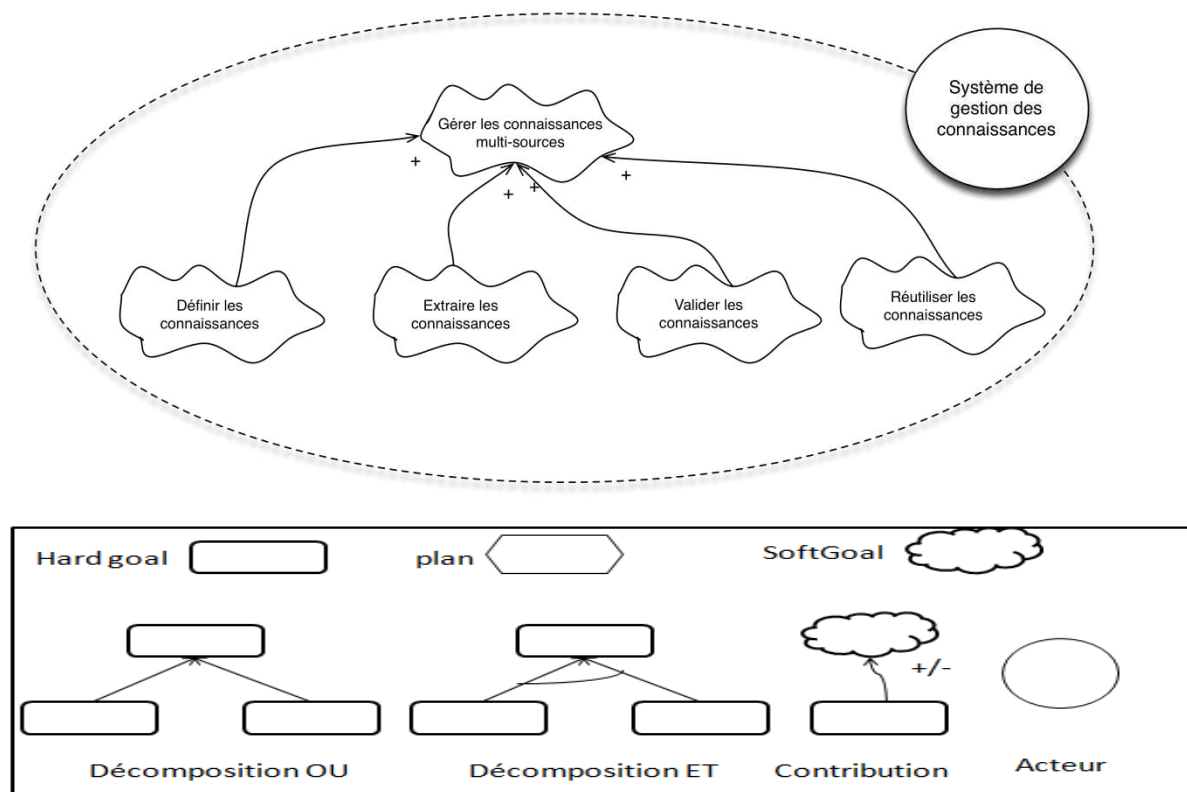 Système de
gestion des
connaissances
Gérer les connaissances
multi-sources
+
+
+
+
Définir les
connaissances
Extraire les
connaissances
Valider les
connaissances
Réutiliser les
connaissances
Hard goal
plan
SoftGoal
+/-
Décomposition OU
Décomposition ET
Contribution
Acteur